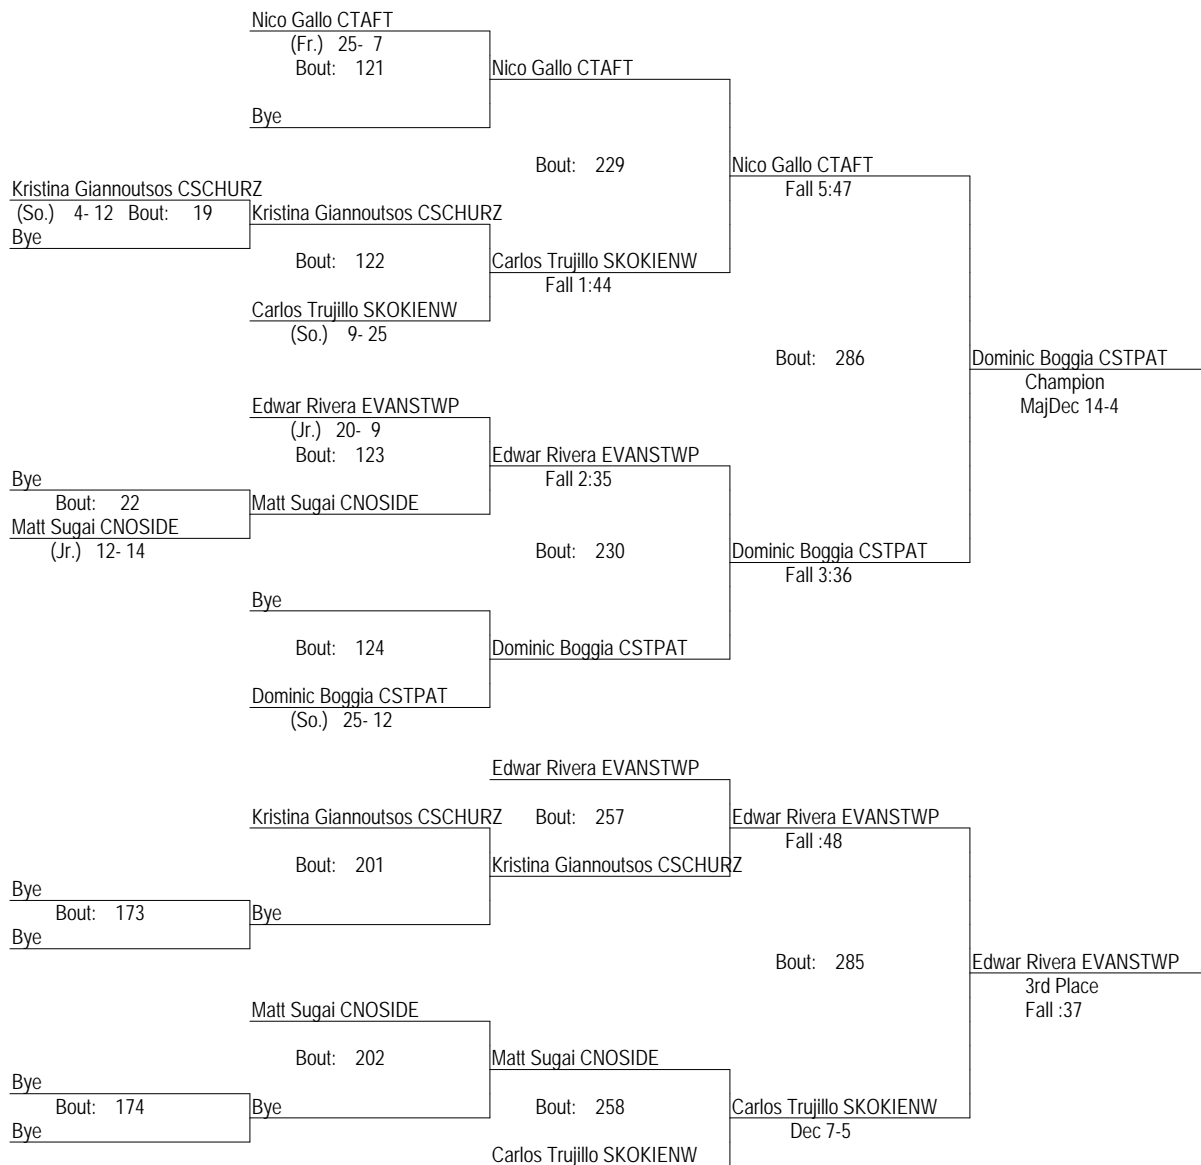 Nico Gallo CTAFT
(Fr.) 25- 7
Bout: 121
Nico Gallo CTAFT
Bye
Bout: 229
Nico Gallo CTAFT
Fall 5:47
Kristina Giannoutsos CSCHURZ
(So.) 4- 12 Bout: 19
Kristina Giannoutsos CSCHURZ
Bye
Bout: 122
Carlos Trujillo SKOKIENW
Fall 1:44
Carlos Trujillo SKOKIENW
(So.) 9- 25
Bout: 286
Dominic Boggia CSTPAT
Champion
MajDec 14-4
Edwar Rivera EVANSTWP
(Jr.) 20- 9
Bout: 123
Edwar Rivera EVANSTWP
Fall 2:35
Bye
Bout: 22
Matt Sugai CNOSIDE
Matt Sugai CNOSIDE
(Jr.) 12- 14
Bout: 230
Dominic Boggia CSTPAT
Fall 3:36
Bye
Bout: 124
Dominic Boggia CSTPAT
Dominic Boggia CSTPAT
(So.) 25- 12
Edwar Rivera EVANSTWP
Kristina Giannoutsos CSCHURZ
Bout: 257
Edwar Rivera EVANSTWP
Fall :48
Bout: 201
Kristina Giannoutsos CSCHURZ
Bye
Bout: 173
Bye
Bye
Bout: 285
Edwar Rivera EVANSTWP
3rd Place
Fall :37
Matt Sugai CNOSIDE
Bout: 202
Matt Sugai CNOSIDE
Bye
Bout: 174
Bye
Bye
Bout: 258
Carlos Trujillo SKOKIENW
Dec 7-5
Carlos Trujillo SKOKIENW